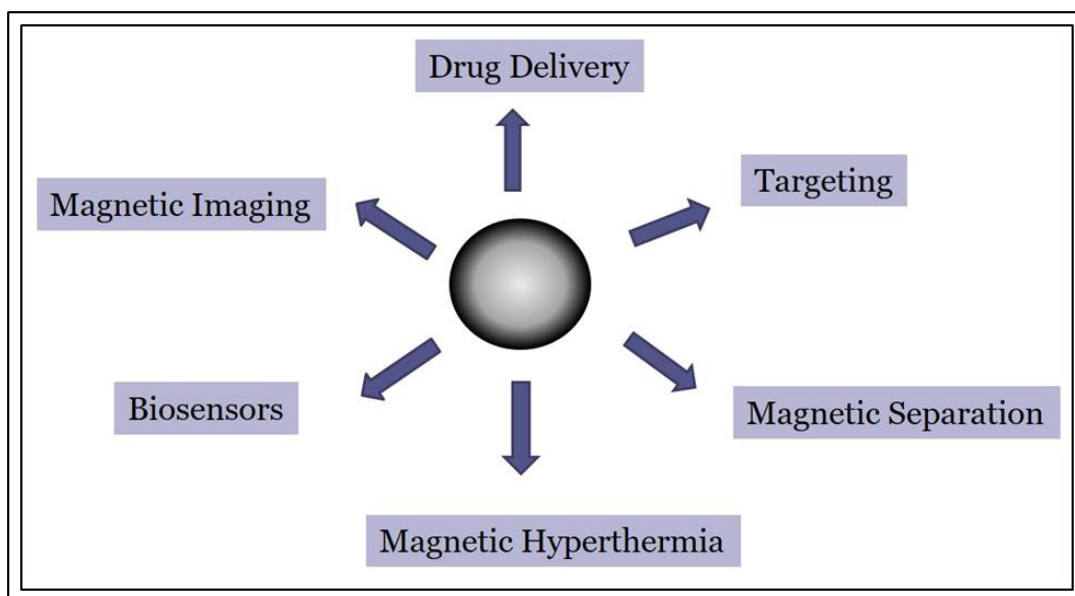 Drug Delivery
Targeting
Magnetic Imaging
Biosensors
Magnetic Separation
Magnetic Hyperthermia